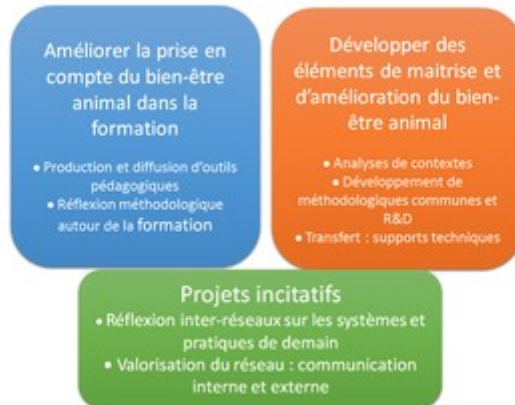 Améliorer la prise en
compte du bien-être
animal dans la
formation
• Production et diffusion d'outils
pédagogiques
• Réflexion méthodologique
autour de la formation
Développer des
éléments de maitrise et
d'amélioration du bien-
être animal
• Analyses de contextes
• Développement de
méthodologiques communes et
R&D
• Transfert : supports techniques
Projets incitatifs
• Réflexion inter-réseaux sur les systèmes et
pratiques de demain
• Valorisation du réseau : communication
interne et externe